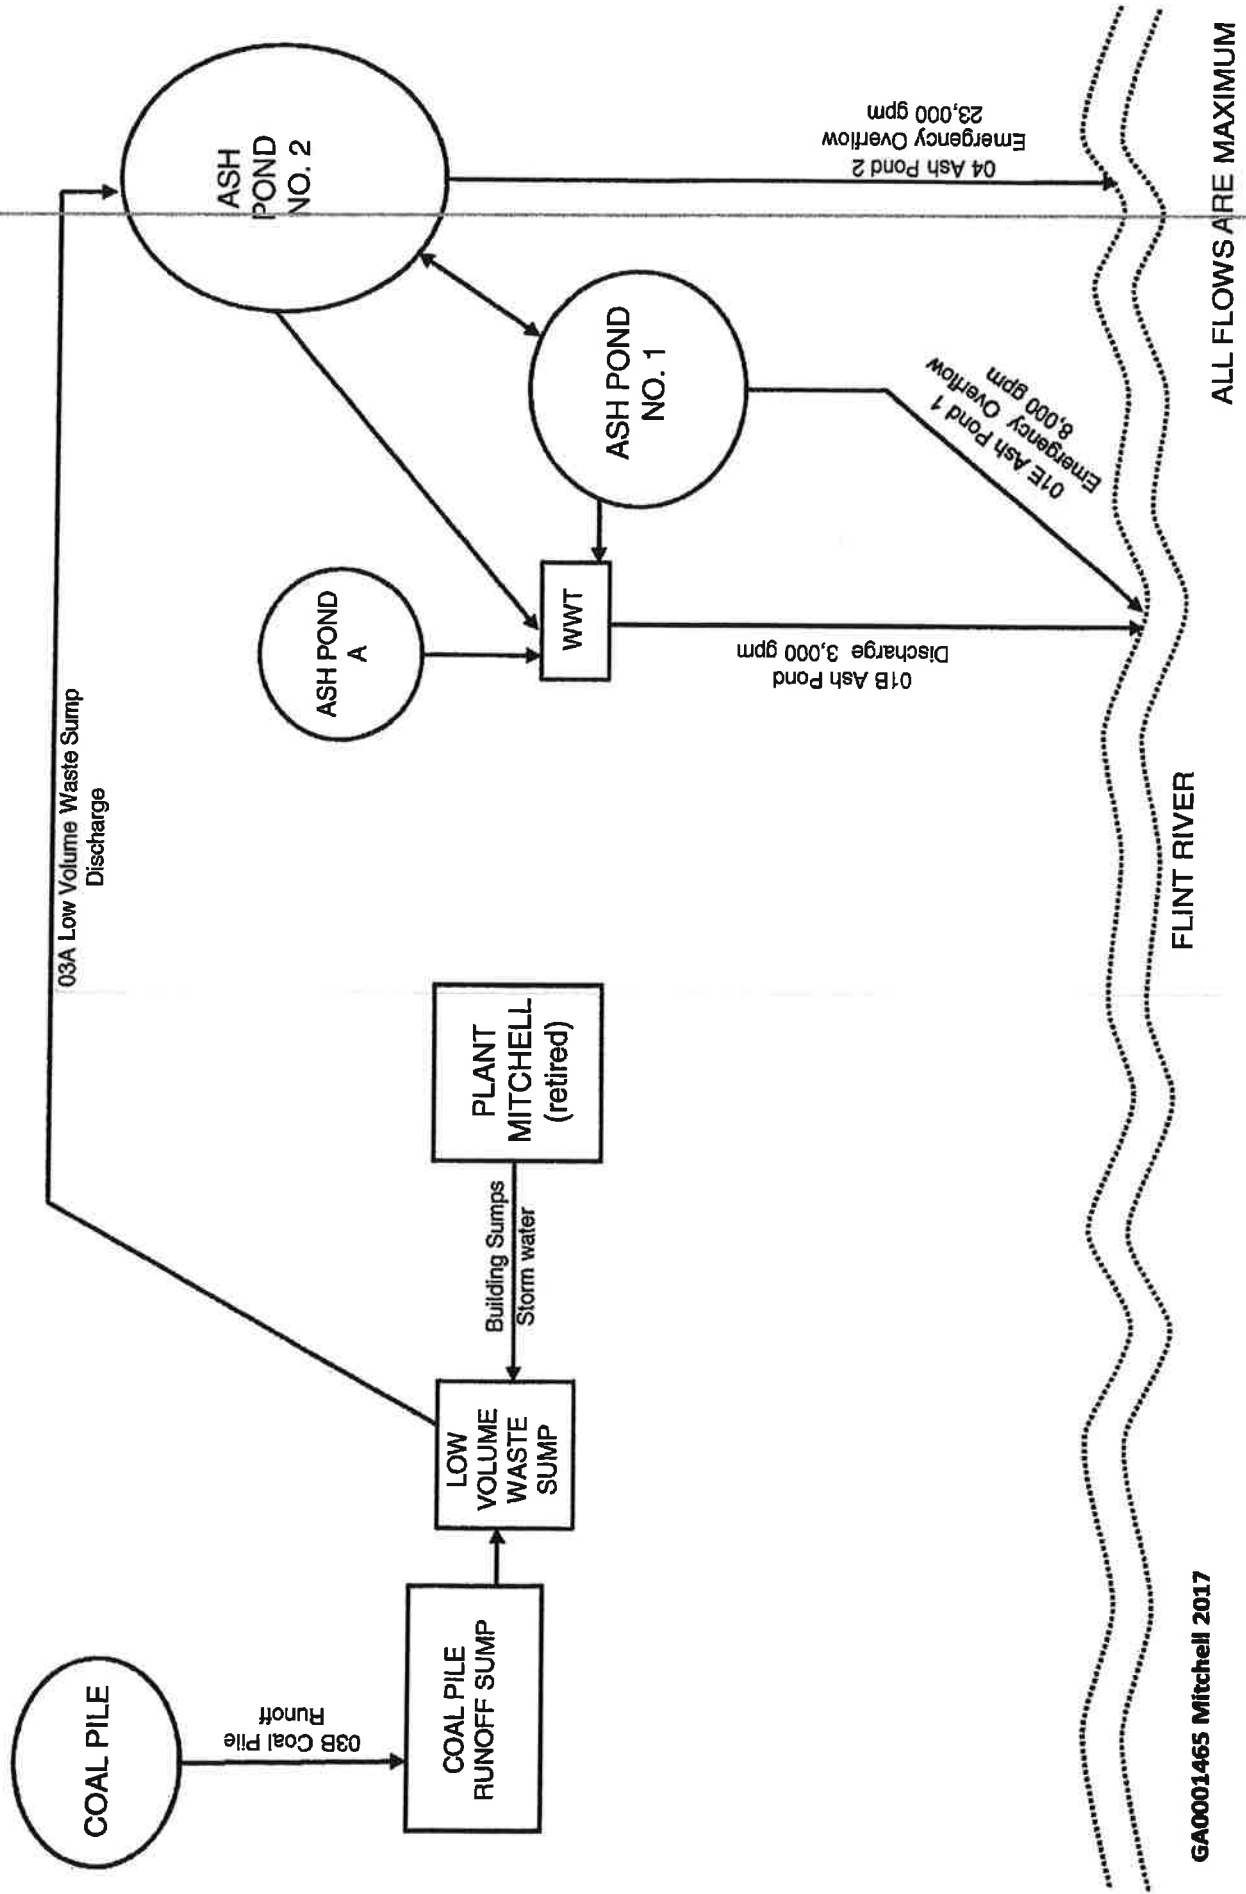 COAL PILE
03B Coal Pile
Runoff
COAL PILE
RUNOFF SUMP
LOW
VOLUME
WASTE
SUMP
Building Sumps
Storm water
PLANT
MITCHELL
(retired)
03A Low Volume Waste Sump
Discharge
ASH POND
A
WWT
01B Ash Pond
Discharge 3,000 gpm
ASH POND
NO. 1
01E Ash Pond 1
Emergency Overflow
8,000 gpm
ASH
POND
NO. 2
04 Ash Pond 2
Emergency Overflow
23,000 gpm
FLINT RIVER
ALL FLOWS ARE MAXIMUM
GA0001465 Mitchell 2017